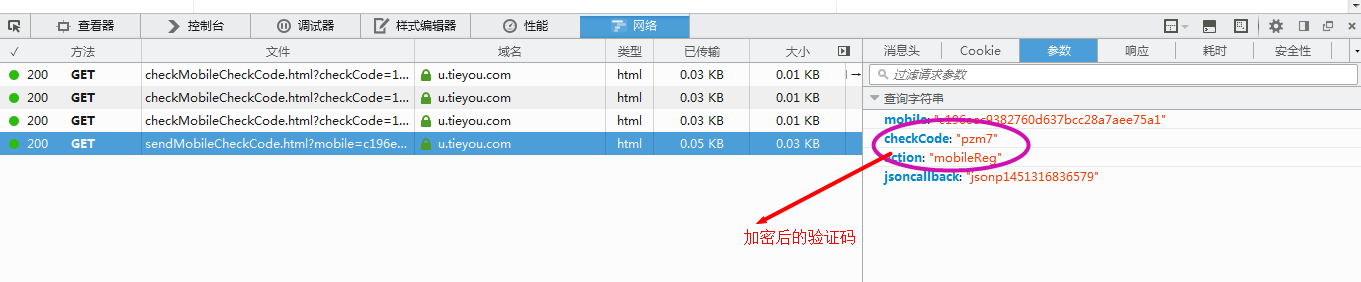 查看器 控制台 调试器 样式编辑器 性能 网络
✓ 方法 文件 域名 类型 已传输 大小 消息头 Cookie 参数 响应 耗时 安全性
200 GET checkMobileCheckCode.html?checkCode=1... u.tieyou.com html 0.03 KB 0.01 KB 过滤请求参数
200 GET checkMobileCheckCode.html?checkCode=1... u.tieyou.com html 0.03 KB 0.01 KB 查询字符串
200 GET checkMobileCheckCode.html?checkCode=1... u.tieyou.com html 0.03 KB 0.01 KB mobile:
200 GET sendMobileCheckCode.html?mobile=c196e... u.tieyou.com html 0.05 KB 0.03 KB checkCode: "pzm7"
action: "mobileReg"
jsoncallback: "jsonp1451316836579"
加密后的验证码